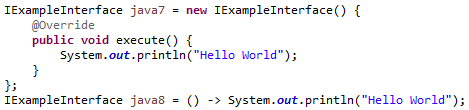 IExampleInterface java7 = new IExampleInterface() {
    @Override
    public void execute() {
        System.out.println("Hello World");
    }
};
IExampleInterface java8 = () -> System.out.println("Hello World");